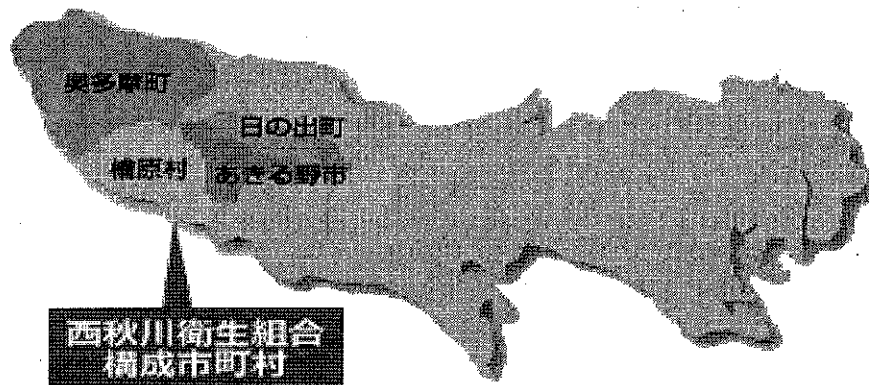 奥多摩町
日の出町
檜原村
あきる野市
西秋川衛生組合
構成市町村